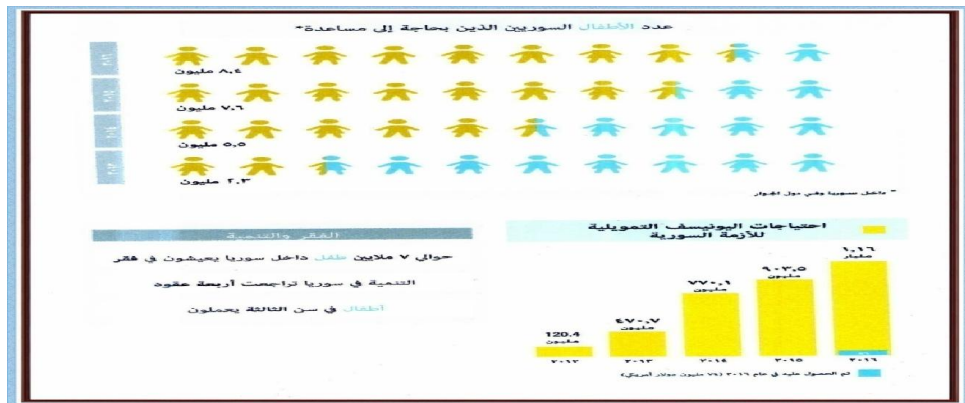 عدد الأطفال السوريين الذين بحاجة إلى مساعدة*
٨,٤ مليون
٧,٦ مليون
٥,٥ مليون
٢,٣ مليون
* داخل سوريا وفي دول الجوار
الفقر والتنمية
حوالي ٧ ملايين طفل داخل سوريا يعيشون في فقر
التنمية في سوريا تراجعت أربعة عقود
أطفال في سن الثالثة يعملون
احتياجات اليونيسف التمويلية
للأزمة السورية
120.4
مليون
٤٧٠,٧
مليون
٧٧٠,١
مليون
٩٠٣,٥
مليون
١,١٦
مليار
٢٠١٢ ٢٠١٣ ٢٠١٤ ٢٠١٥ ٢٠١٦
تم الحصول عليه في عام ٢٠١٦ (٧٤ مليون دولار أمريكي)